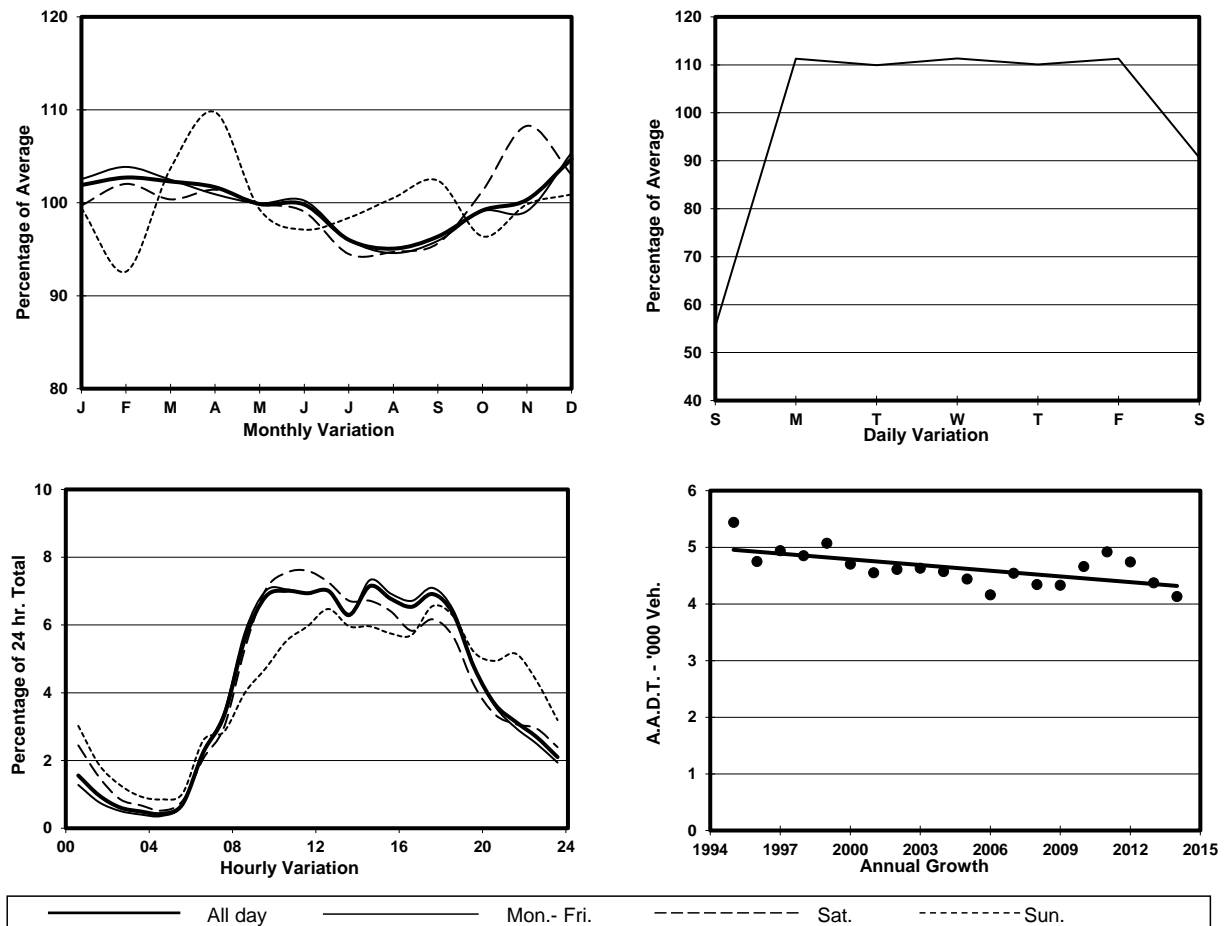 120
110
100
90
80
Percentage of Average
J F M A M J J A S O N D
Monthly Variation
120
110
100
90
80
70
60
50
40
Percentage of Average
S M T W T F S
Daily Variation
10
8
6
4
2
0
Percentage of 24 hr. Total
00 04 08 12 16 20 24
Hourly Variation
6
5
4
3
2
1
0
A.A.D.T. - '000 Veh.
1994 1997 2000 2003 2006 2009 2012 2015
Annual Growth
All day Mon.- Fri. Sat. Sun.